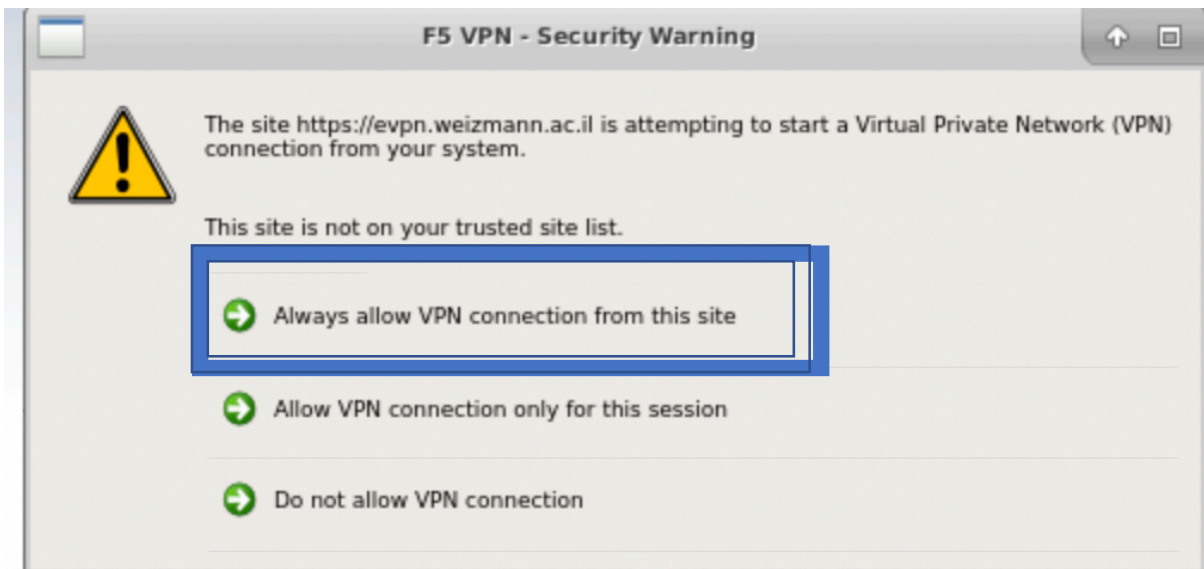 F5 VPN - Security Warning
The site https://evpn.weizmann.ac.il is attempting to start a Virtual Private Network (VPN)
connection from your system.
This site is not on your trusted site list.
Always allow VPN connection from this site
Allow VPN connection only for this session
Do not allow VPN connection